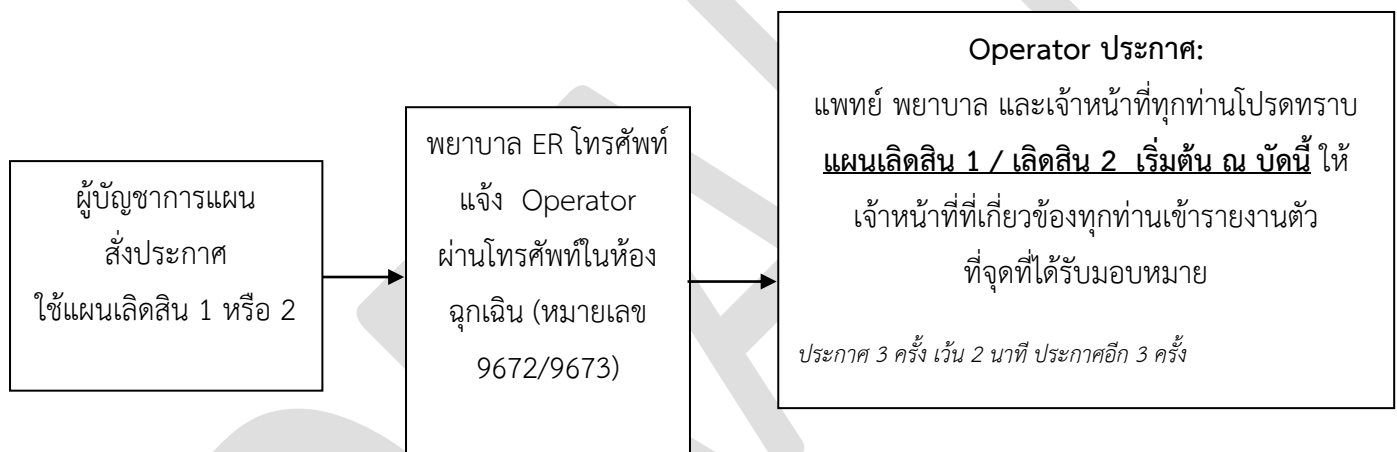 ผู้บัญชาการแผน
สั่งประกาศ
ใช้แผนเลิดสิน 1 หรือ 2
พยาบาล ER โทรศัพท์
แจ้ง Operator
ผ่านโทรศัพท์ในห้อง
ฉุกเฉิน (หมายเลข
9672/9673)
Operator ประกาศ:
แพทย์ พยาบาล และเจ้าหน้าที่ทุกท่านโปรดทราบ
แผนเลิดสิน 1 / เลิดสิน 2 เริ่มต้น ณ บัดนี้ ให้
เจ้าหน้าที่ที่เกี่ยวข้องทุกท่านเข้ารายงานตัว
ที่จุดที่ได้รับมอบหมาย
ประกาศ 3 ครั้ง เว้น 2 นาที ประกาศอีก 3 ครั้ง